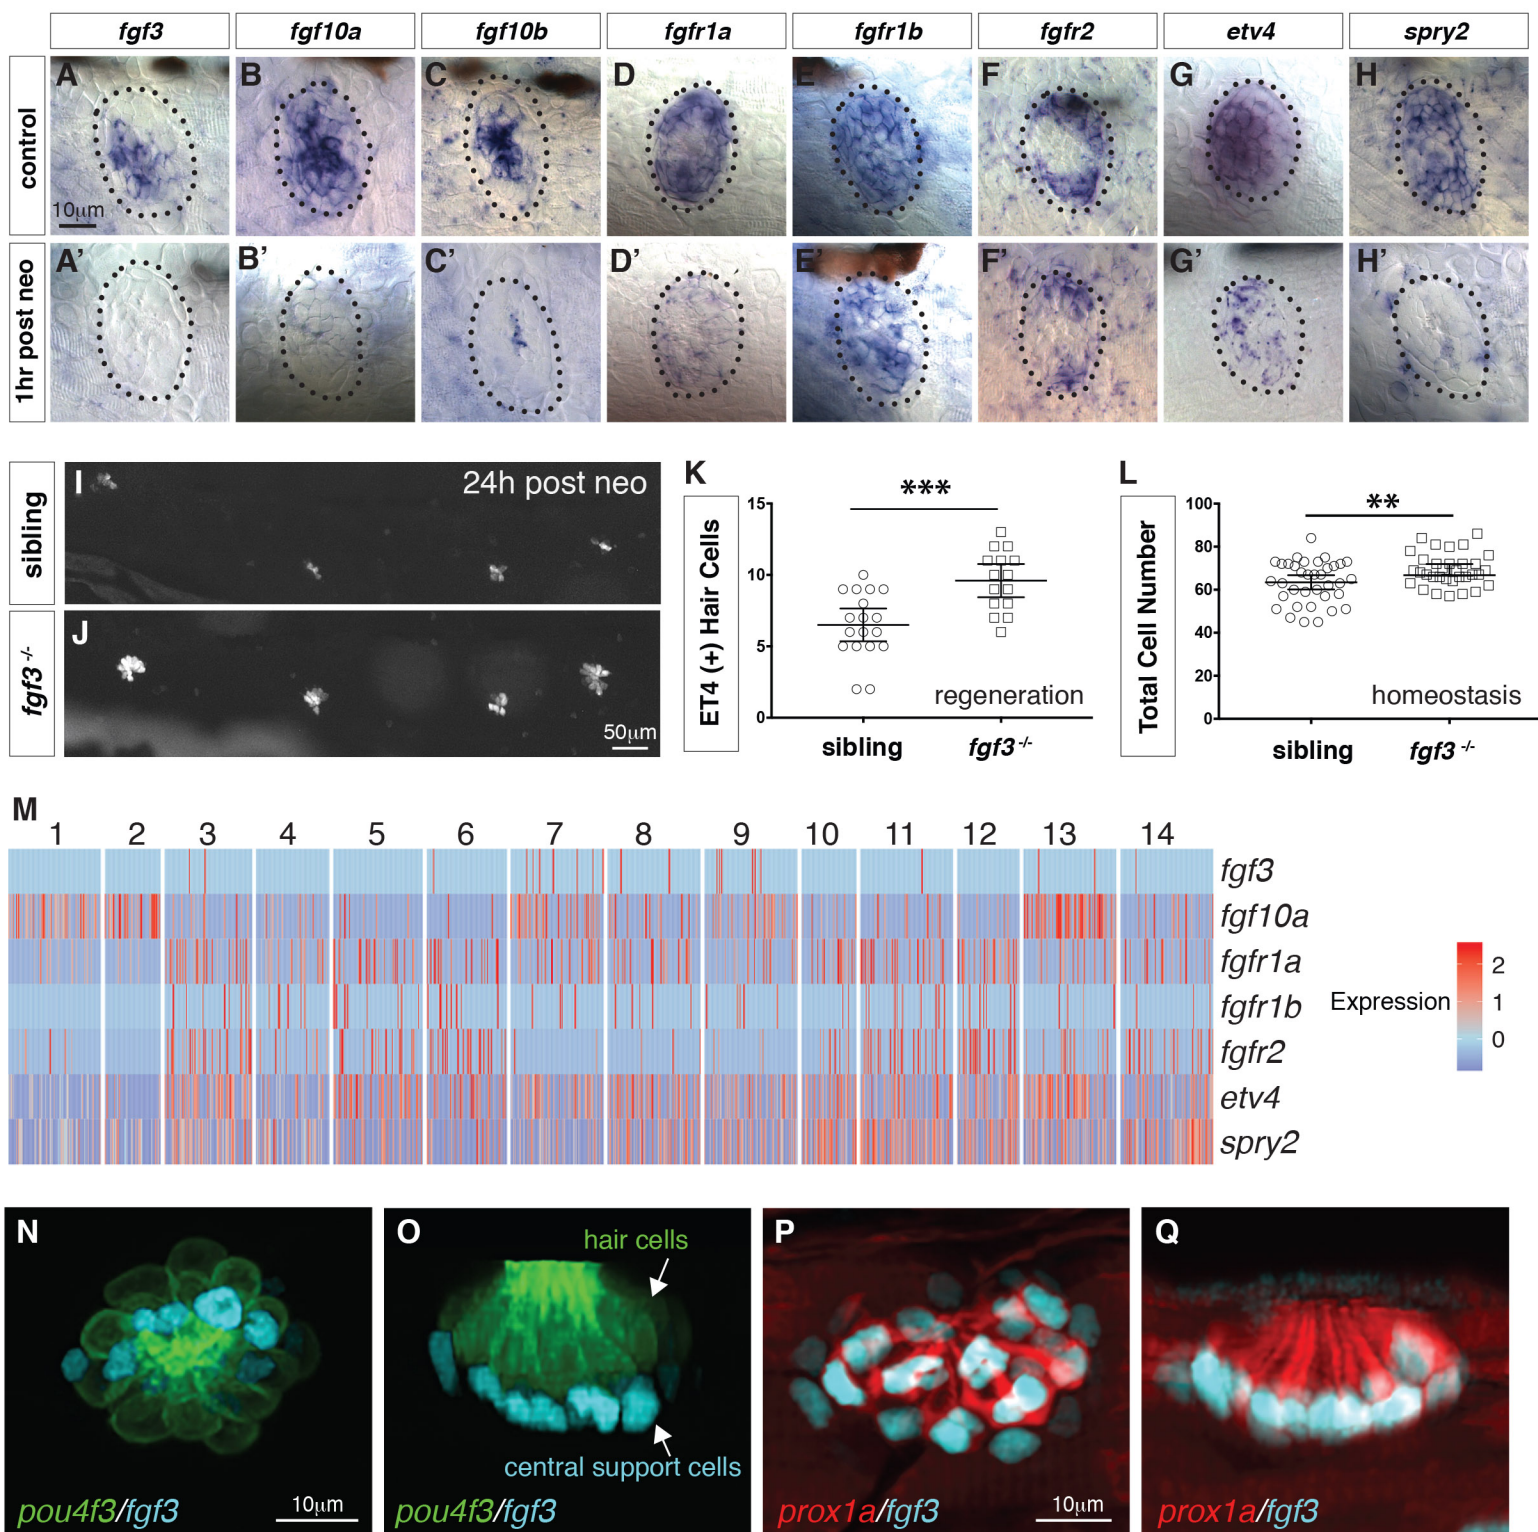 fgf3 fgf10a fgf10b fgfr1a fgfr1b fgfr2 etv4 spry2
control
A B C D E F G H
10μm
1hr post neo
A' B' C' D' E' F' G' H'
sibling
I 24h post neo
fgf3 -/-
J
50μm
K
***
ET4 (+) Hair Cells
15
10
5
0
regeneration
sibling fgf3 -/-
L
**
Total Cell Number
100
80
60
40
20
0
homeostasis
sibling fgf3 -/-
M
1 2 3 4 5 6 7 8 9 10 11 12 13 14
fgf3
fgf10a
fgfr1a
fgfr1b
fgfr2
etv4
spry2
Expression
2
1
0
N
pou4f3/fgf3
10μm
O
hair cells
central support cells
pou4f3/fgf3
P
prox1a/fgf3
10μm
Q
prox1a/fgf3